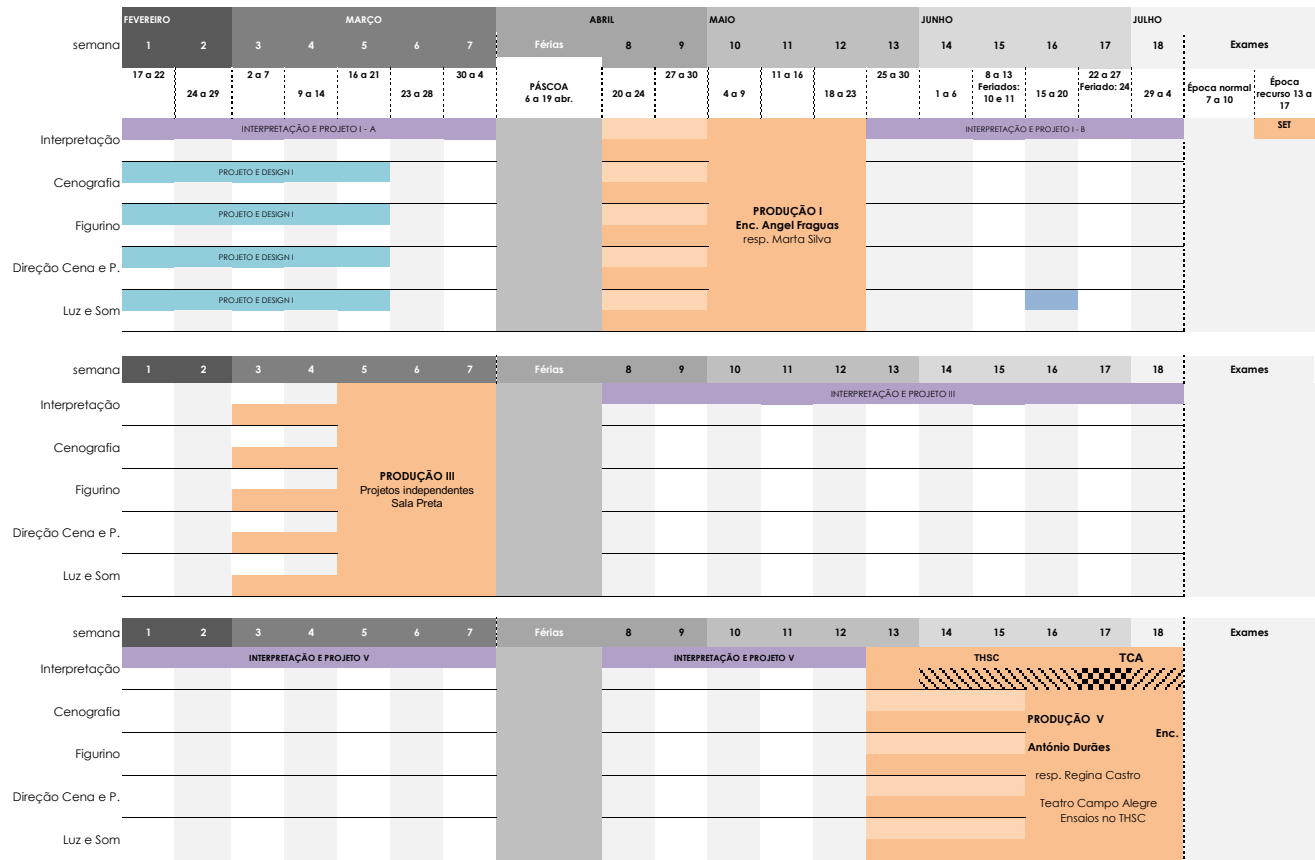 FEVEREIRO MARÇO ABRIL MAIO JUNHO JULHO
semana 1 2 3 4 5 6 7 Férias 8 9 10 11 12 13 14 15 16 17 18 Exames
17 a 22 24 a 29 2 a 7 9 a 14 16 a 21 23 a 28 30 a 4 PÁSCOA 6 a 19 abr. 20 a 24 27 a 30 4 a 9 11 a 16 18 a 23 25 a 30 1 a 6 8 a 13 Feriados: 10 e 11 15 a 20 22 a 27 Feriado: 24 29 a 4 Época normal 7 a 10 Época recurso 13 a 17
Interpretação INTERPRETAÇÃO E PROJETO I - A INTERPRETAÇÃO E PROJETO I - B SET
Cenografia PROJETO E DESIGN I
Figurino PROJETO E DESIGN I
PRODUÇÃO I
Enc. Angel Fraguas
resp. Marta Silva
Direção Cena e P. PROJETO E DESIGN I
Luz e Som PROJETO E DESIGN I
semana 1 2 3 4 5 6 7 Férias 8 9 10 11 12 13 14 15 16 17 18 Exames
Interpretação INTERPRETAÇÃO E PROJETO III
Cenografia
Figurino
PRODUÇÃO III
Projetos independentes
Sala Preta
Direção Cena e P.
Luz e Som
semana 1 2 3 4 5 6 7 Férias 8 9 10 11 12 13 14 15 16 17 18 Exames
Interpretação INTERPRETAÇÃO E PROJETO V INTERPRETAÇÃO E PROJETO V THSC TCA
Cenografia
Figurino
Direção Cena e P.
Luz e Som
PRODUÇÃO V
Enc.
António Durães
resp. Regina Castro
Teatro Campo Alegre
Ensaios no THSC